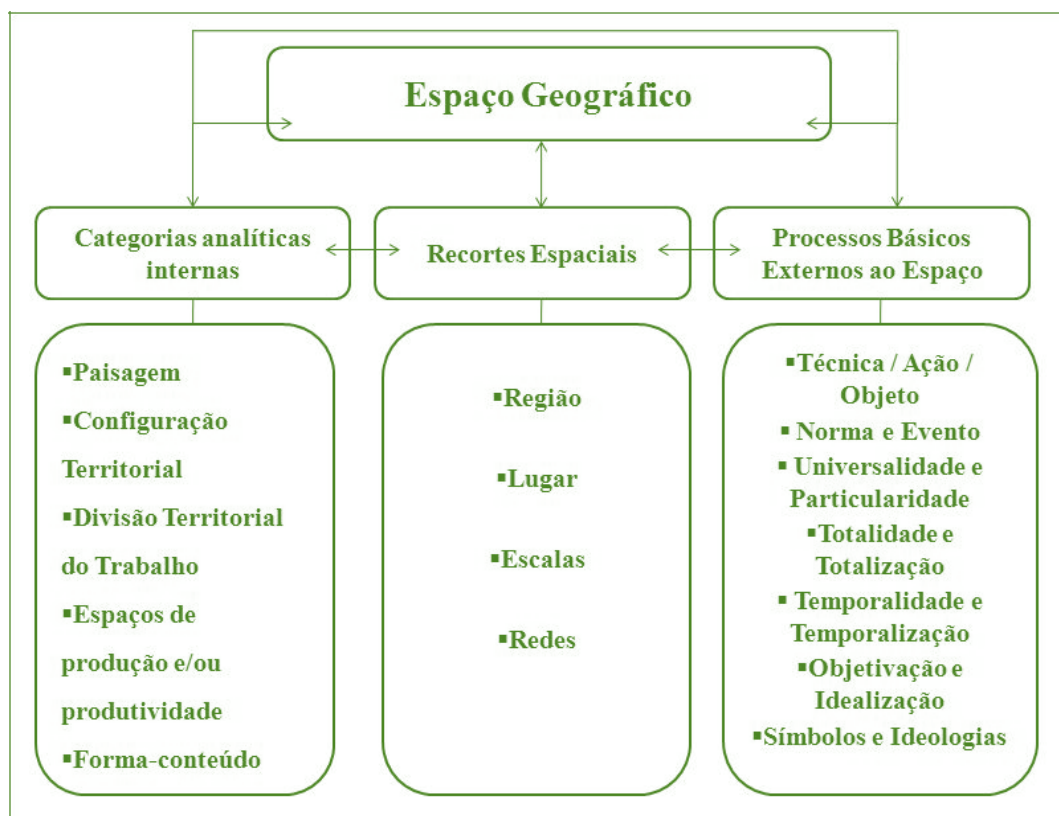 Espaço Geográfico
Categorias analíticas
internas
Recortes Espaciais
Processos Básicos
Externos ao Espaço
▪Paisagem
▪Configuração
Territorial
▪Divisão Territorial
do Trabalho
▪Espaços de
produção e/ou
produtividade
▪Forma-conteúdo
▪Região
▪Lugar
▪Escalas
▪Redes
▪Técnica / Ação /
Objeto
▪ Norma e Evento
▪ Universalidade e
Particularidade
▪Totalidade e
Totalização
▪ Temporalidade e
Temporalização
▪Objetivação e
Idealização
▪Símbolos e Ideologias